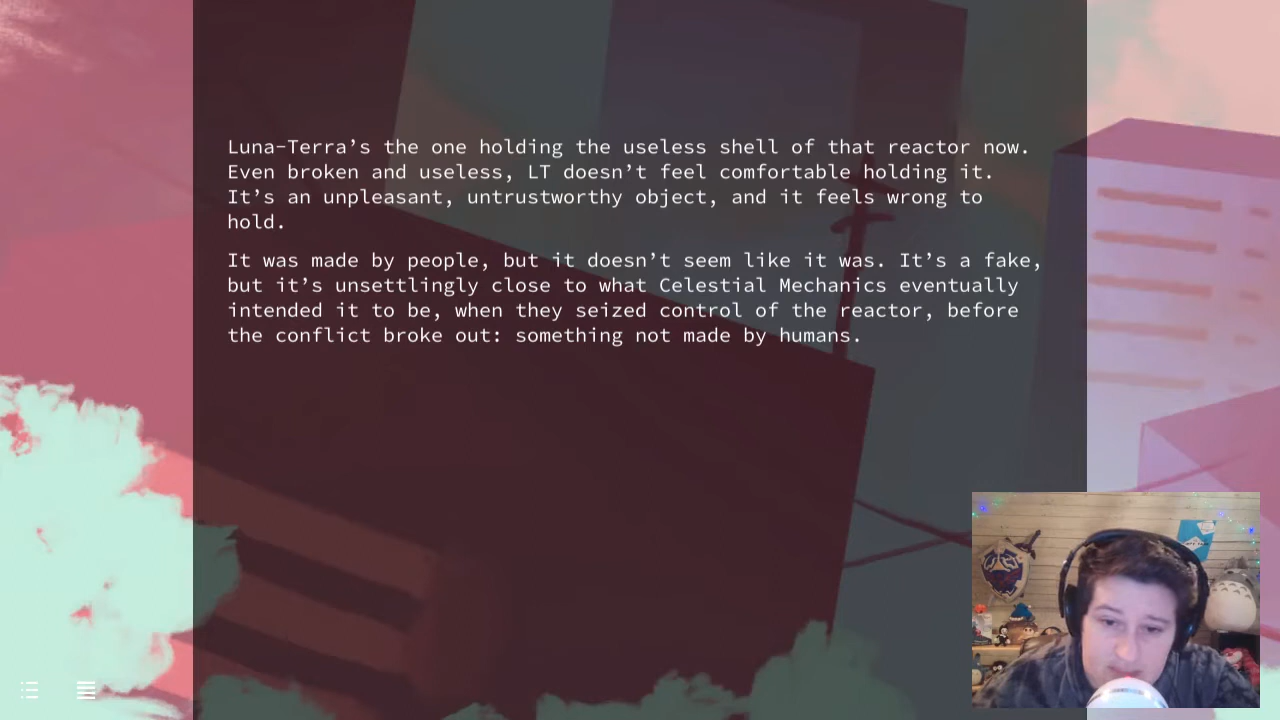 Luna-Terra’s the one holding the useless shell of that reactor now.
Even broken and useless, LT doesn’t feel comfortable holding it.
It’s an unpleasant, untrustworthy object, and it feels wrong to
hold.
It was made by people, but it doesn’t seem like it was. It’s a fake,
but it’s unsettlingly close to what Celestial Mechanics eventually
intended it to be, when they seized control of the reactor, before
the conflict broke out: something not made by humans.